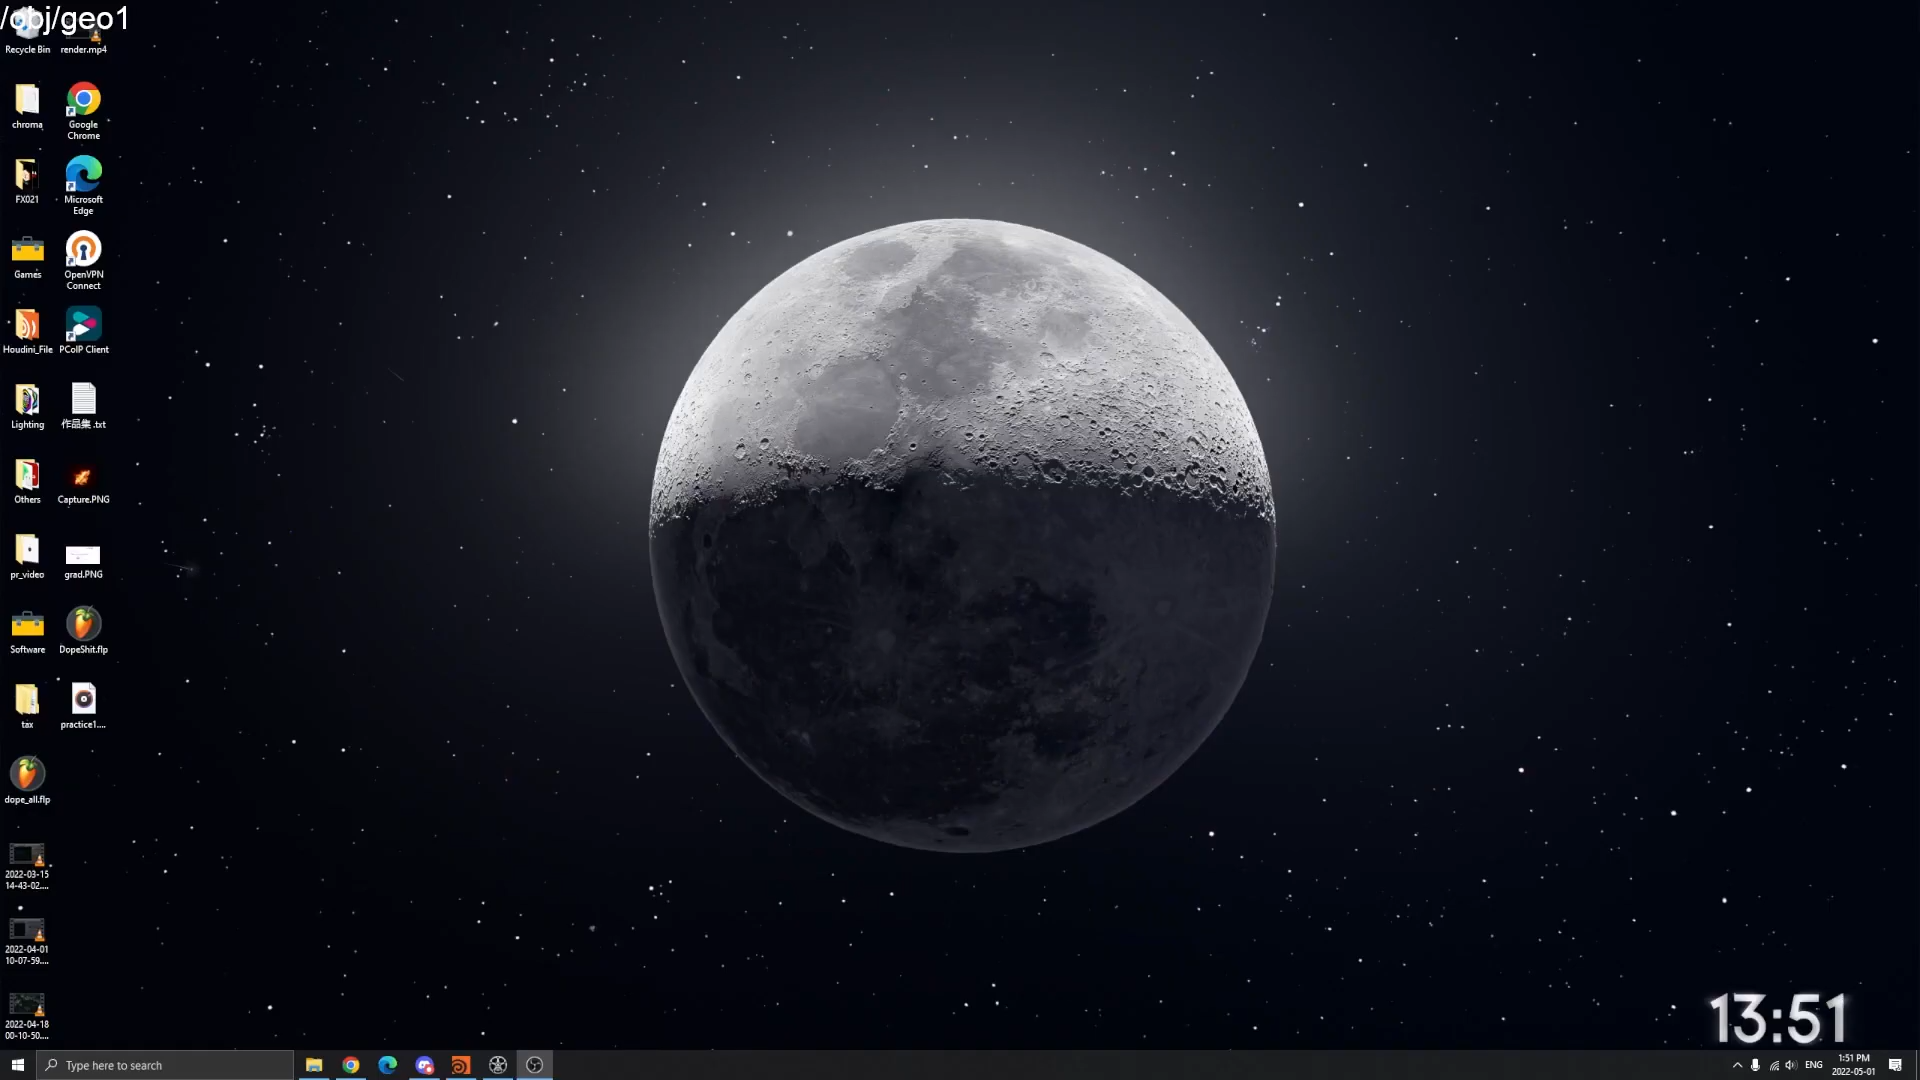 /obj/geo1
Recycle Bin
render.mp4
chroma
Google
Chrome
FX021
Microsoft
Edge
Games
OpenVPN
Connect
Houdini_File
PCoIP Client
Lighting
作品集 .txt
Others
Capture.PNG
pr_video
grad.PNG
Software
DopeShit.flp
tax
practice1....
dope_all.flp
2022-03-15
14-43-02....
2022-04-01
10-07-59....
2022-04-18
00-10-50....
13:51
Type here to search
ENG
1:51 PM
2022-05-01